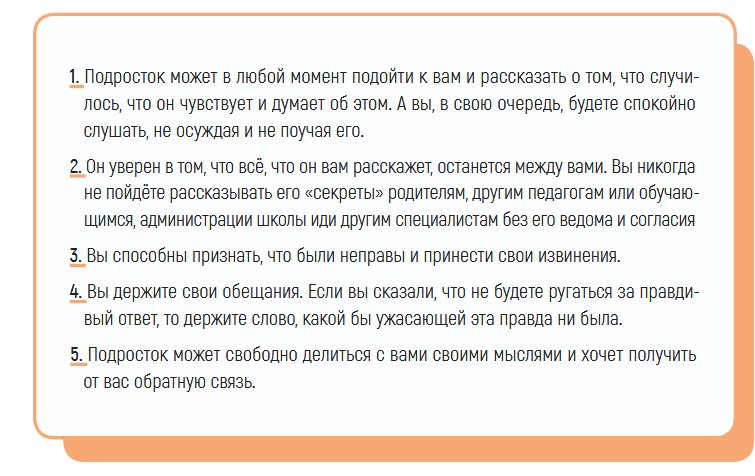 1. Подросток может в любой момент подойти к вам и рассказать о том, что случи-
лось, что он чувствует и думает об этом. А вы, в свою очередь, будете спокойно
слушать, не осуждая и не поучая его.
2. Он уверен в том, что всё, что он вам расскажет, останется между вами. Вы никогда
не пойдёте рассказывать его «секреты» родителям, другим педагогам или обучаю-
щимся, администрации школы иди другим специалистам без его ведома и согласия
3. Вы способны признать, что были неправы и принести свои извинения.
4. Вы держите свои обещания. Если вы сказали, что не будете ругаться за правди-
вый ответ, то держите слово, какой бы ужасающей эта правда ни была.
5. Подросток может свободно делиться с вами своими мыслями и хочет получить
от вас обратную связь.